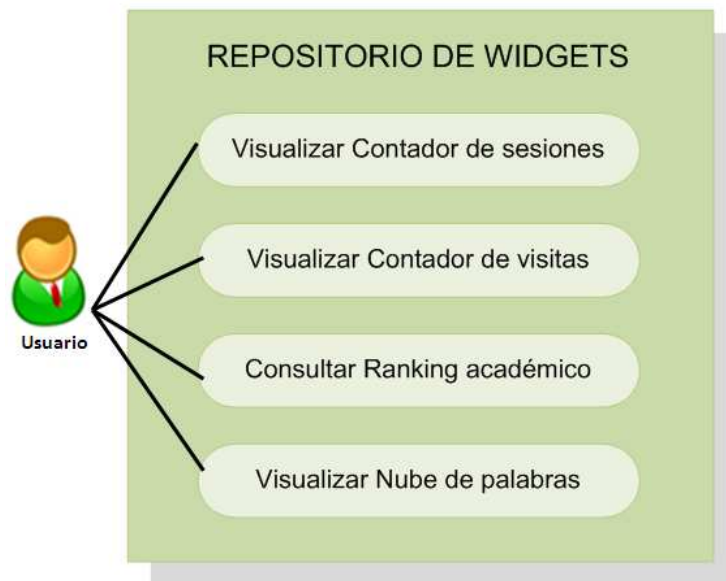 REPOSITORIO DE WIDGETS
Visualizar Contador de sesiones
Visualizar Contador de visitas
Usuario
Consultar Ranking académico
Visualizar Nube de palabras